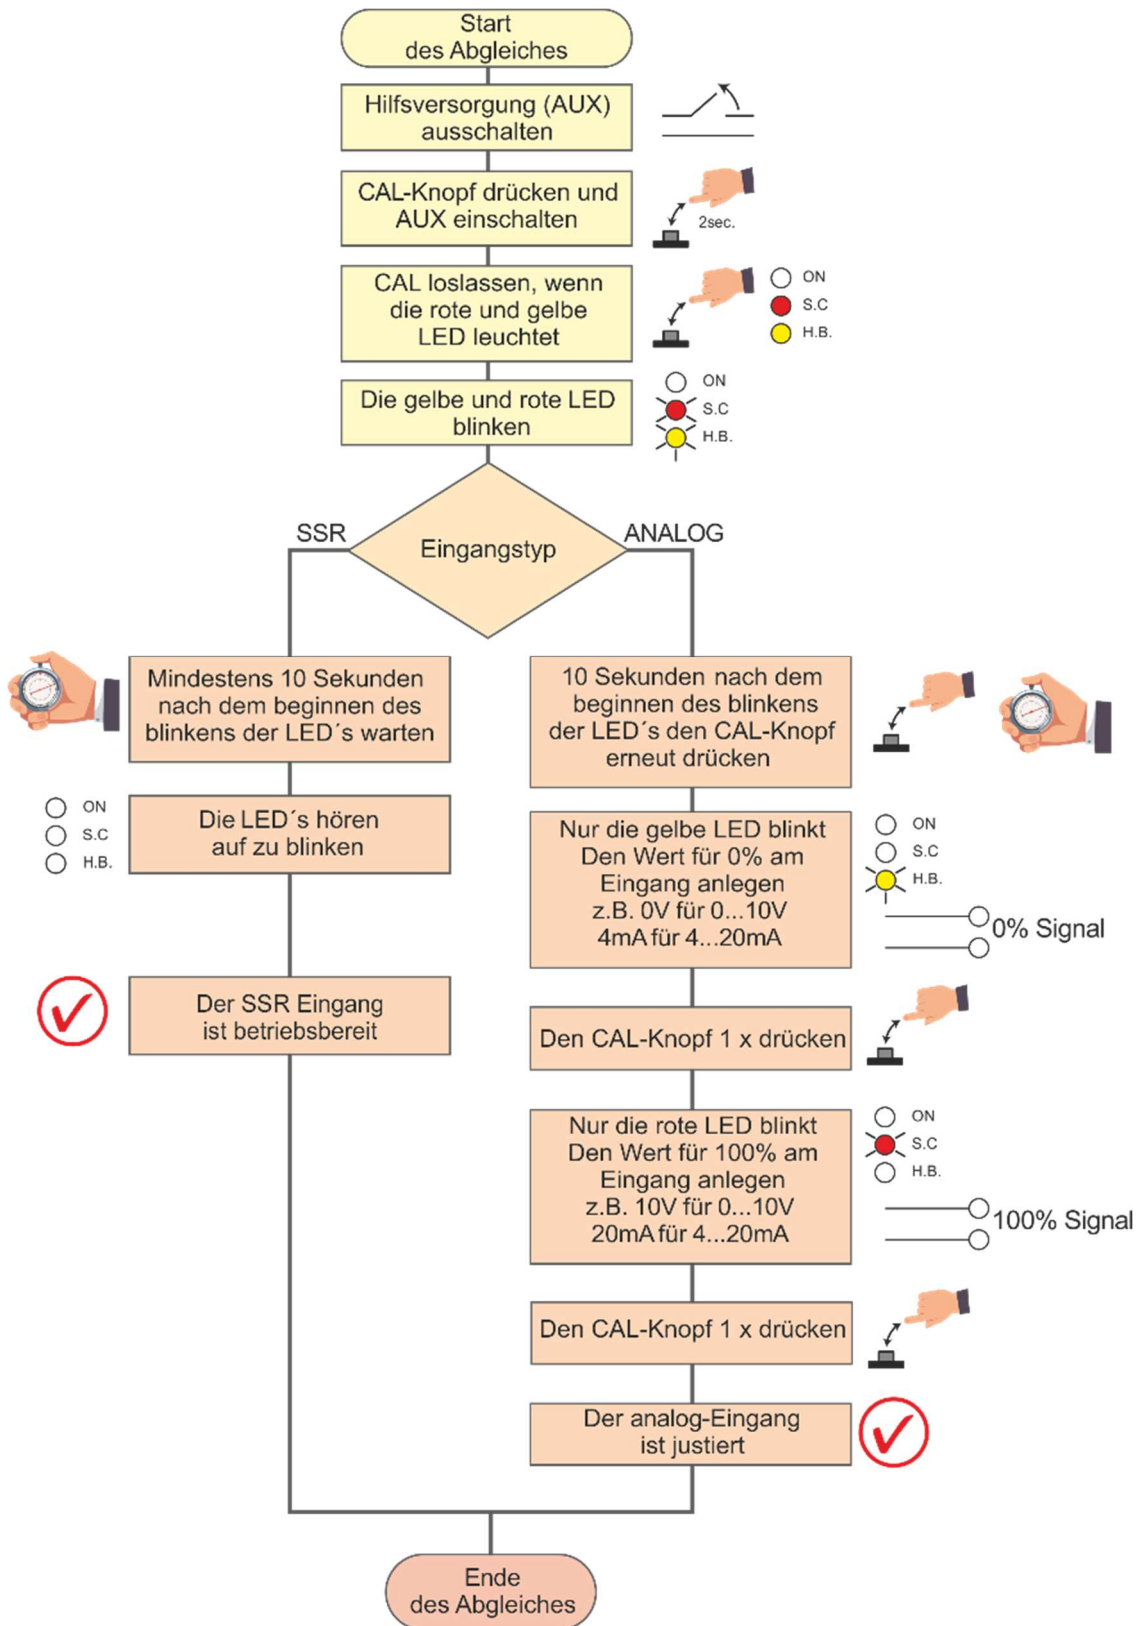 Start
des Abgleiches
Hilfsversorgung (AUX)
ausschalten
CAL-Knopf drücken und
AUX einschalten
2sec.
CAL loslassen, wenn
die rote und gelbe
LED leuchtet
ON
S.C
H.B.
Die gelbe und rote LED
blinken
ON
S.C
H.B.
SSR
Eingangstyp
ANALOG
Mindestens 10 Sekunden
nach dem beginnen des
blinkens der LED´s warten
ON
S.C
H.B.
Die LED´s hören
auf zu blinken
Der SSR Eingang
ist betriebsbereit
10 Sekunden nach dem
beginnen des blinkens
der LED´s den CAL-Knopf
erneut drücken
Nur die gelbe LED blinkt
Den Wert für 0% am
Eingang anlegen
z.B. 0V für 0...10V
4mA für 4...20mA
ON
S.C
H.B.
0% Signal
Den CAL-Knopf 1 x drücken
Nur die rote LED blinkt
Den Wert für 100% am
Eingang anlegen
z.B. 10V für 0...10V
20mA für 4...20mA
ON
S.C
H.B.
100% Signal
Den CAL-Knopf 1 x drücken
Der analog-Eingang
ist justiert
Ende
des Abgleiches